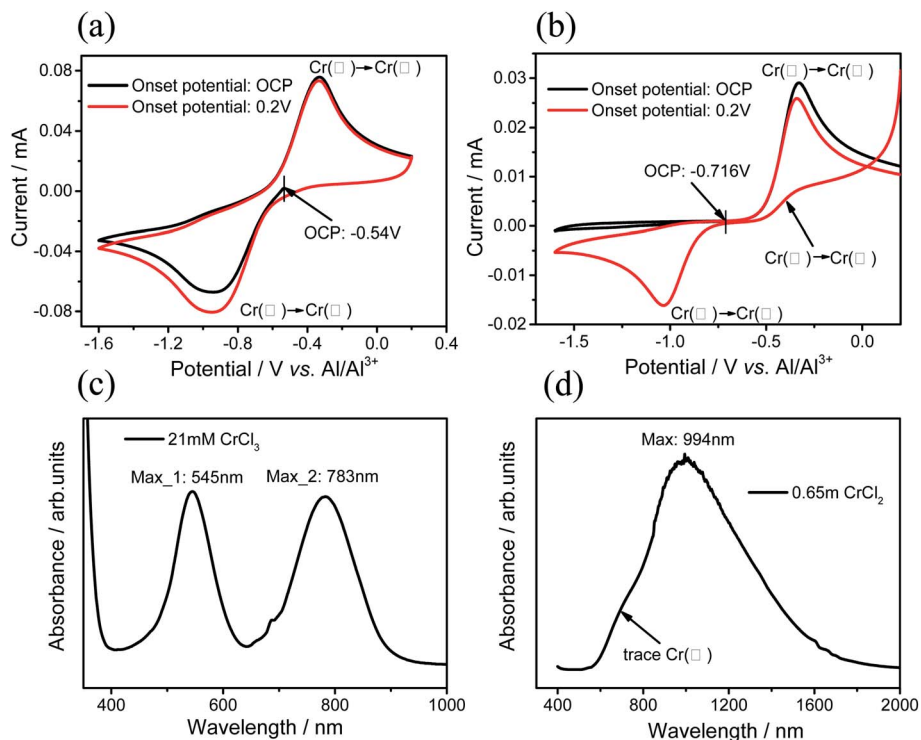 (a)
Cr(□)→Cr(□)
Onset potential: OCP
Onset potential: 0.2V
OCP: -0.54V
Cr(□)→Cr(□)
0.08
0.04
0.00
-0.04
-0.08
Current / mA
-1.6 -1.2 -0.8 -0.4 0.0 0.4
Potential / V vs. Al/Al³⁺
(b)
Cr(□)→Cr(□)
Onset potential: OCP
Onset potential: 0.2V
OCP: -0.716V
Cr(□)→Cr(□)
Cr(□)→Cr(□)
0.03
0.02
0.01
0.00
-0.01
-0.02
Current / mA
-1.5 -1.0 -0.5 0.0
Potential / V vs. Al/Al³⁺
(c)
21mM CrCl₃
Max_1: 545nm
Max_2: 783nm
Absorbance / arb.units
400 600 800 1000
Wavelength / nm
(d)
Max: 994nm
0.65m CrCl₂
trace Cr(□)
Absorbance / arb.units
400 800 1200 1600 2000
Wavelength / nm